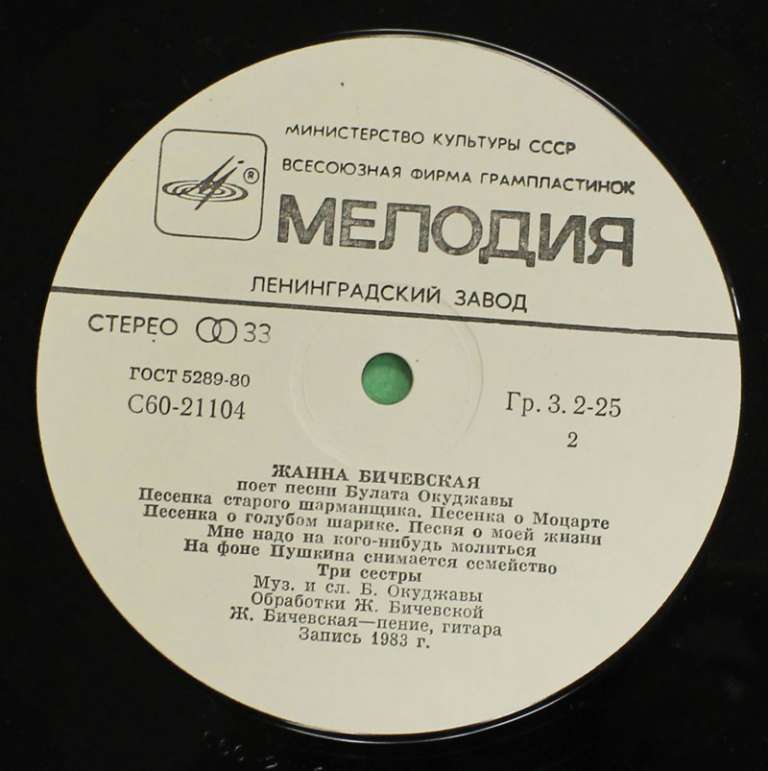 МИНИСТЕРСТВО КУЛЬТУРЫ СССР
ВСЕСОЮЗНАЯ ФИРМА ГРАМПЛАСТИНОК
®
МЕЛОДИЯ
ЛЕНИНГРАДСКИЙ ЗАВОД
СТЕРЕО 33
ГОСТ 5289-80
С60-21104
Гр. 3. 2-25
2
ЖАННА БИЧЕВСКАЯ
поет песни Булата Окуджавы
Песенка старого шарманщика. Песенка о Моцарте
Песенка о голубом шарике. Песня о моей жизни
Мне надо на кого-нибудь молиться
На фоне Пушкина снимается семейство
Три сестры
Муз. и сл. Б. Окуджавы
Обработки Ж. Бичевской
Ж. Бичевская—пение, гитара
Запись 1983 г.